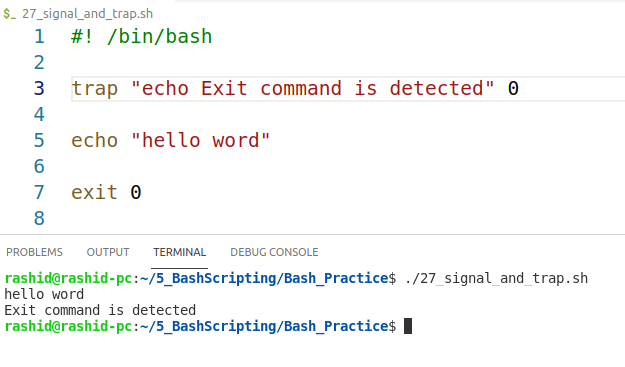 $_ 27_signal_and_trap.sh
1 #! /bin/bash
2
3 trap "echo Exit command is detected" 0
4
5 echo "hello word"
6
7 exit 0
8
PROBLEMS OUTPUT TERMINAL DEBUG CONSOLE
rashid@rashid-pc:~/5_BashScripting/Bash_Practice$ ./27_signal_and_trap.sh
hello word
Exit command is detected
rashid@rashid-pc:~/5_BashScripting/Bash_Practice$